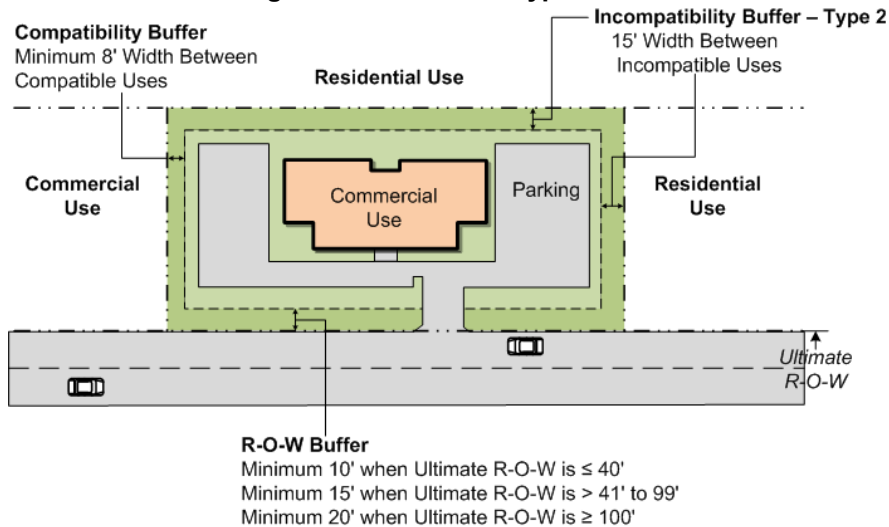 Compatibility Buffer
Minimum 8' Width Between
Compatible Uses
Incompatibility Buffer – Type 2
15' Width Between
Incompatible Uses
Residential Use
Commercial
Use
Commercial
Use
Parking
Residential
Use
Ultimate
R-O-W
R-O-W Buffer
Minimum 10' when Ultimate R-O-W is ≤ 40'
Minimum 15' when Ultimate R-O-W is > 41' to 99'
Minimum 20' when Ultimate R-O-W is ≥ 100'